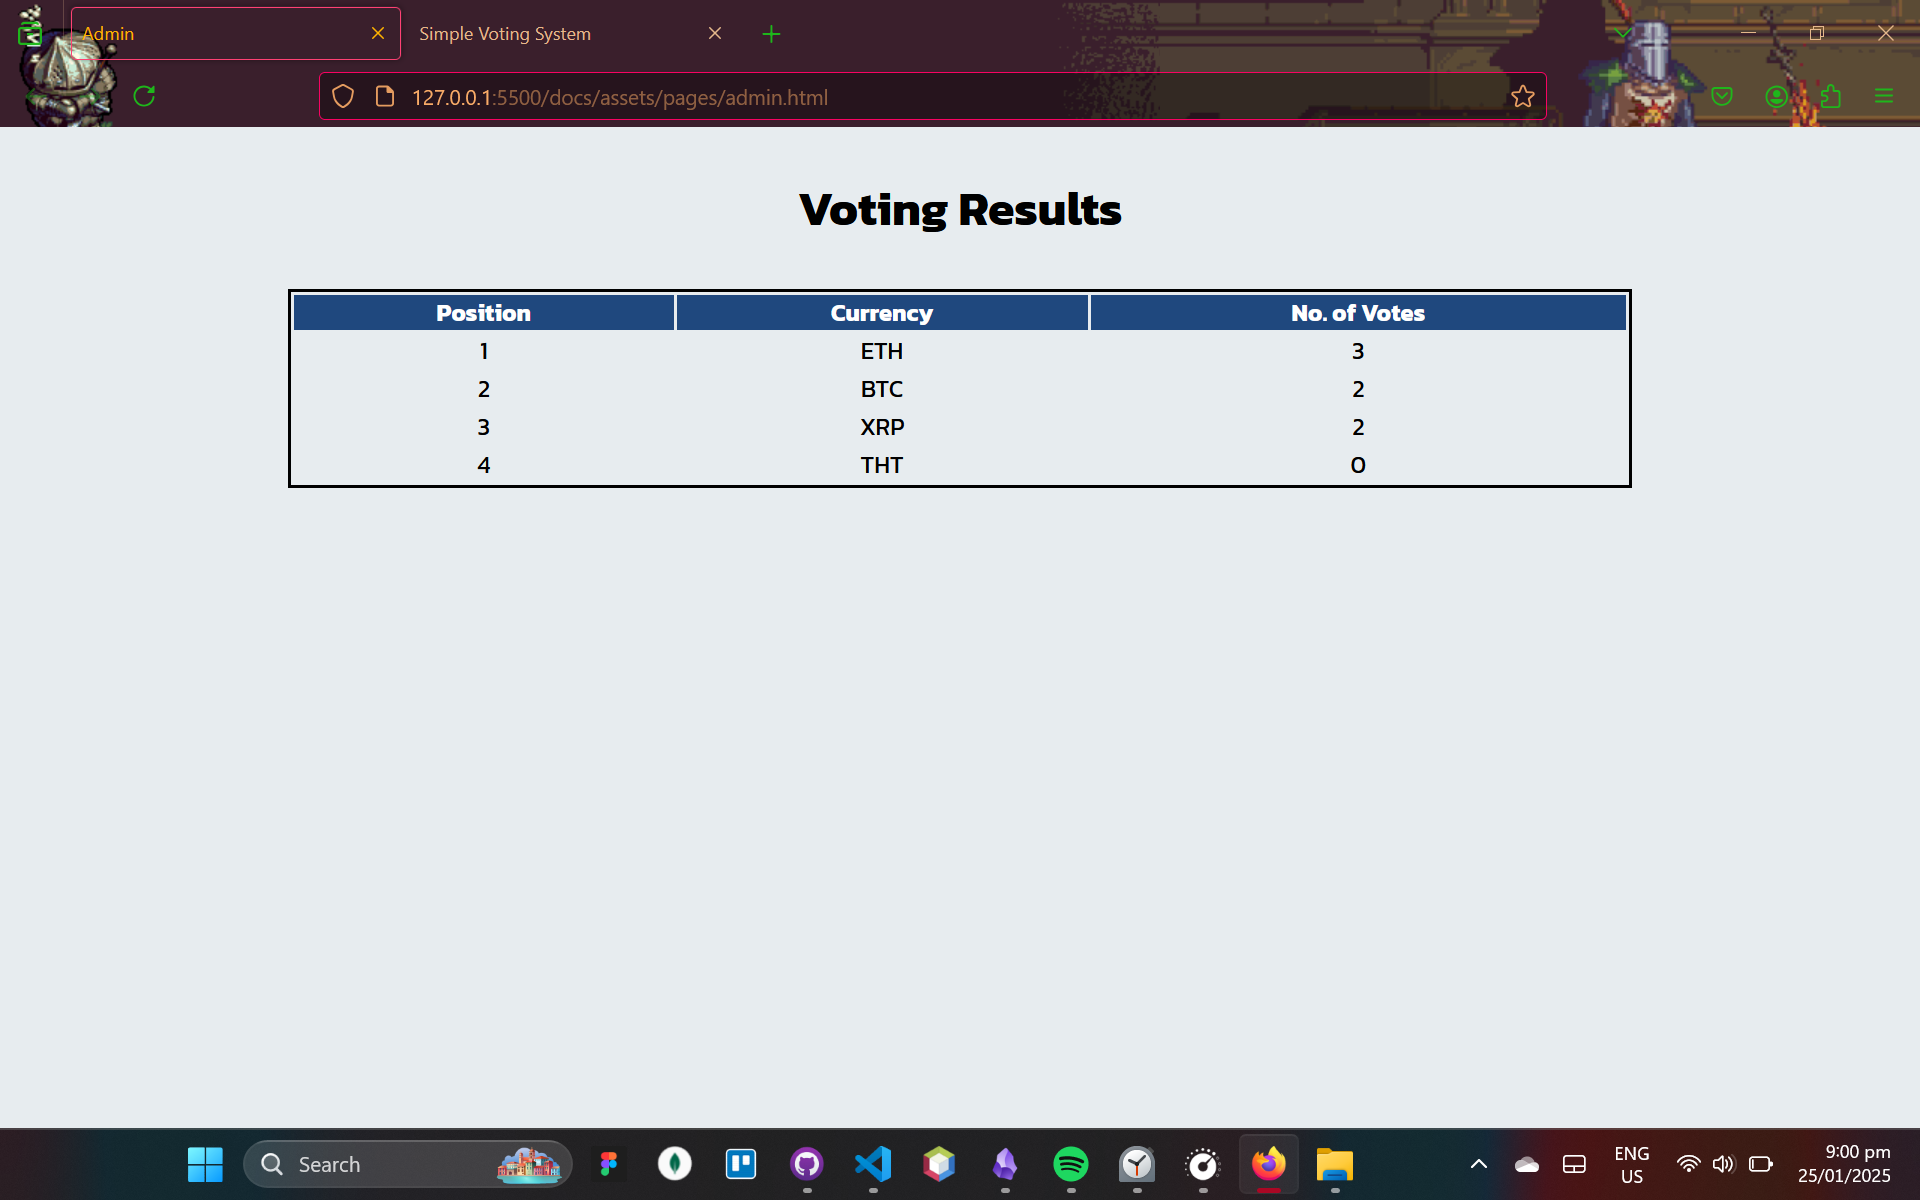 Admin
Simple Voting System
127.0.0.1:5500/docs/assets/pages/admin.html
Voting Results
Position Currency No. of Votes
1 ETH 3
2 BTC 2
3 XRP 2
4 THT 0
Search
ENG
US
9:00 pm
25/01/2025